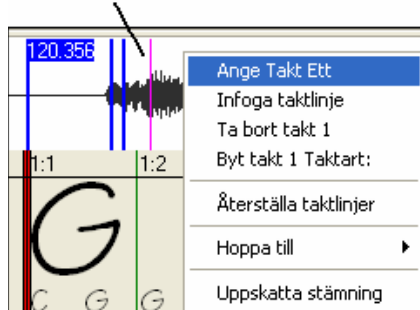 120.356
Ange Takt Ett
Infoga taktlinje
Ta bort takt 1
Byt takt 1 Taktart:
Återställa taktlinjer
Hoppa till
Uppskatta stämning
1:1
1:2
G
C G G